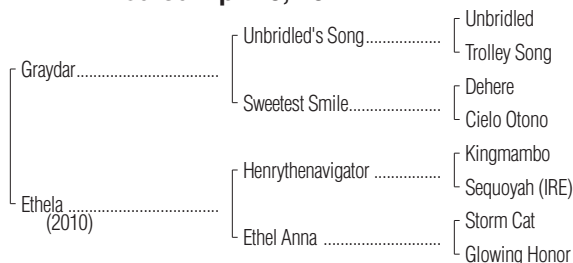 Unbridled
Unbridled's Song
Trolley Song
Graydar
Dehere
Sweetest Smile
Cielo Otono
Kingmambo
Henrythenavigator
Sequoyah (IRE)
Ethela
(2010)
Storm Cat
Ethel Anna
Glowing Honor